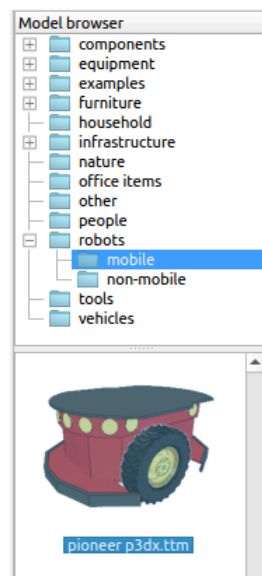 Model browser
components
equipment
examples
furniture
household
infrastructure
nature
office items
other
people
robots
mobile
non-mobile
tools
vehicles
pioneer p3dx.ttm